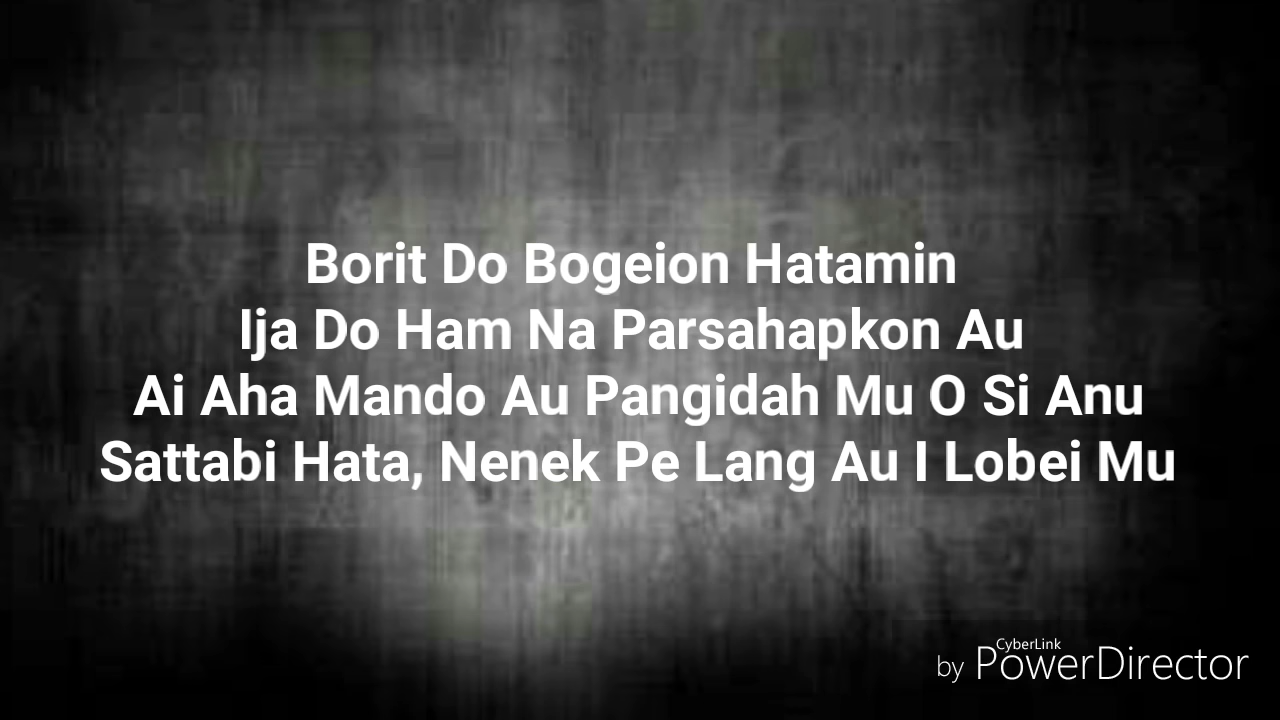 Borit Do Bogeion Hatamin
Ija Do Ham Na Parsahapkon Au
Ai Aha Mando Au Pangidah Mu O Si Anu
Sattabi Hata, Nenek Pe Lang Au I Lobei Mu
CyberLink
by PowerDirector